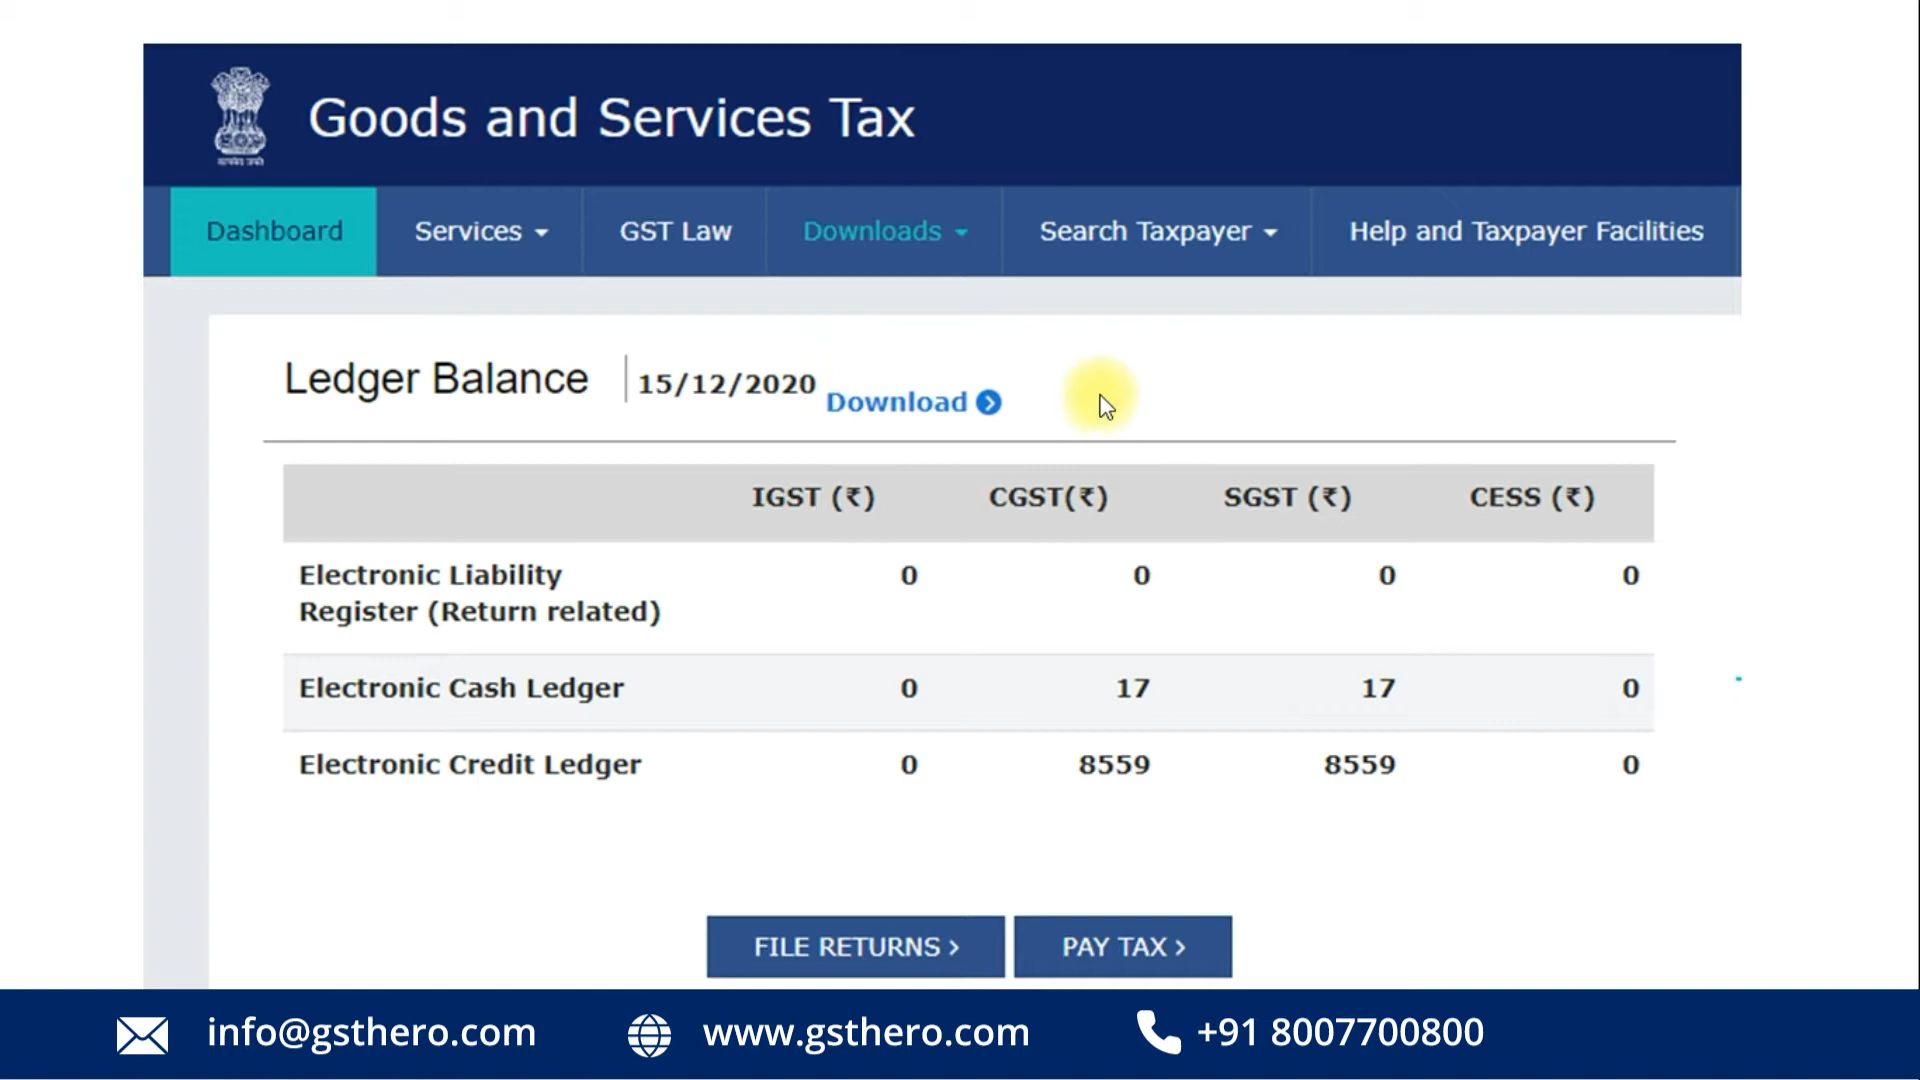 Goods and Services Tax
Dashboard Services GST Law Downloads Search Taxpayer Help and Taxpayer Facilities
Ledger Balance 15/12/2020 Download
IGST (₹) CGST(₹) SGST (₹) CESS (₹)
Electronic Liability 0 0 0 0
Register (Return related)
Electronic Cash Ledger 0 17 17 0
Electronic Credit Ledger 0 8559 8559 0
FILE RETURNS > PAY TAX >
info@gsthero.com www.gsthero.com +91 8007700800